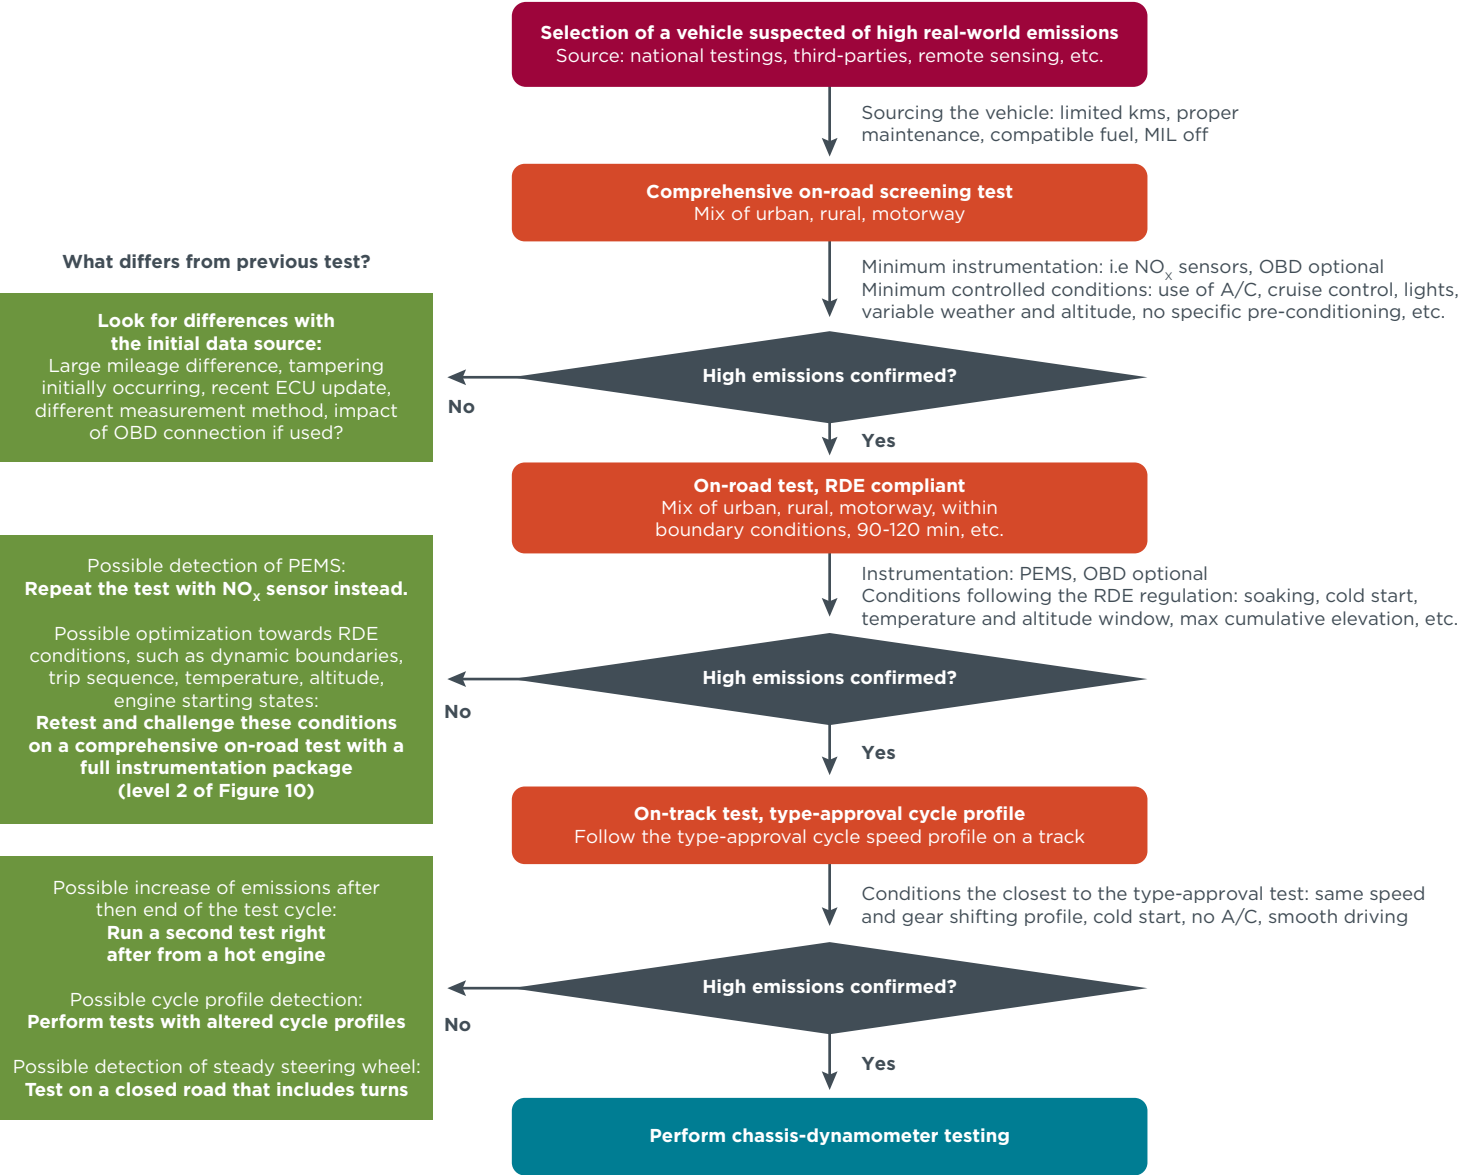 Selection of a vehicle suspected of high real-world emissions
Source: national testings, third-parties, remote sensing, etc.
Sourcing the vehicle: limited kms, proper
maintenance, compatible fuel, MIL off
Comprehensive on-road screening test
Mix of urban, rural, motorway
What differs from previous test?
Minimum instrumentation: i.e NOx sensors, OBD optional
Minimum controlled conditions: use of A/C, cruise control, lights,
variable weather and altitude, no specific pre-conditioning, etc.
Look for differences with
the initial data source:
Large mileage difference, tampering
initially occurring, recent ECU update,
different measurement method, impact
of OBD connection if used?
High emissions confirmed?
No
Yes
On-road test, RDE compliant
Mix of urban, rural, motorway, within
boundary conditions, 90-120 min, etc.
Instrumentation: PEMS, OBD optional
Conditions following the RDE regulation: soaking, cold start,
temperature and altitude window, max cumulative elevation, etc.
Possible detection of PEMS:
Repeat the test with NOx sensor instead.
Possible optimization towards RDE
conditions, such as dynamic boundaries,
trip sequence, temperature, altitude,
engine starting states:
Retest and challenge these conditions
on a comprehensive on-road test with a
full instrumentation package
(level 2 of Figure 10)
High emissions confirmed?
No
Yes
On-track test, type-approval cycle profile
Follow the type-approval cycle speed profile on a track
Conditions the closest to the type-approval test: same speed
and gear shifting profile, cold start, no A/C, smooth driving
Possible increase of emissions after
then end of the test cycle:
Run a second test right
after from a hot engine
Possible cycle profile detection:
Perform tests with altered cycle profiles
Possible detection of steady steering wheel:
Test on a closed road that includes turns
High emissions confirmed?
No
Yes
Perform chassis-dynamometer testing